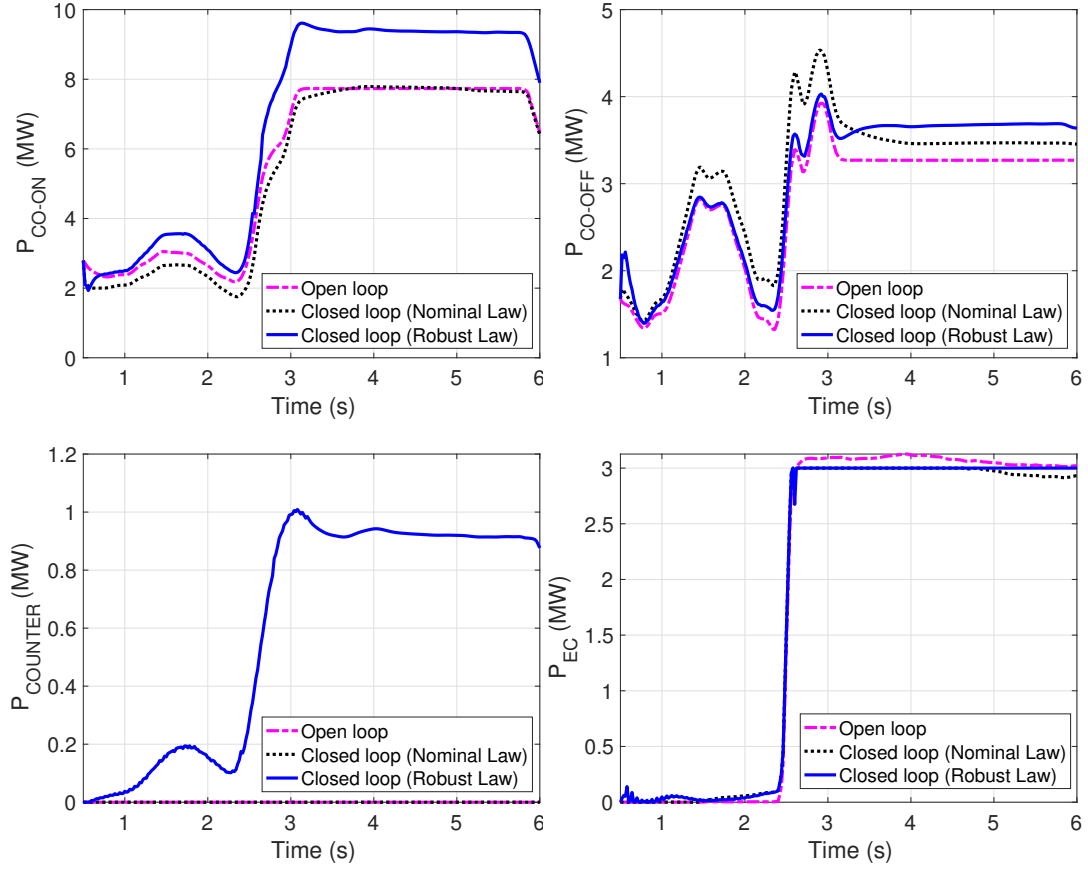 10
8
6
4
2
0
P_CO-ON (MW)
1 2 3 4 5 6
Time (s)
Open loop
Closed loop (Nominal Law)
Closed loop (Robust Law)
5
4
3
2
1
P_CO-OFF (MW)
1 2 3 4 5 6
Time (s)
Open loop
Closed loop (Nominal Law)
Closed loop (Robust Law)
1.2
1
0.8
0.6
0.4
0.2
0
P_COUNTER (MW)
1 2 3 4 5 6
Time (s)
Open loop
Closed loop (Nominal Law)
Closed loop (Robust Law)
3
2.5
2
1.5
1
0.5
0
P_EC (MW)
1 2 3 4 5 6
Time (s)
Open loop
Closed loop (Nominal Law)
Closed loop (Robust Law)